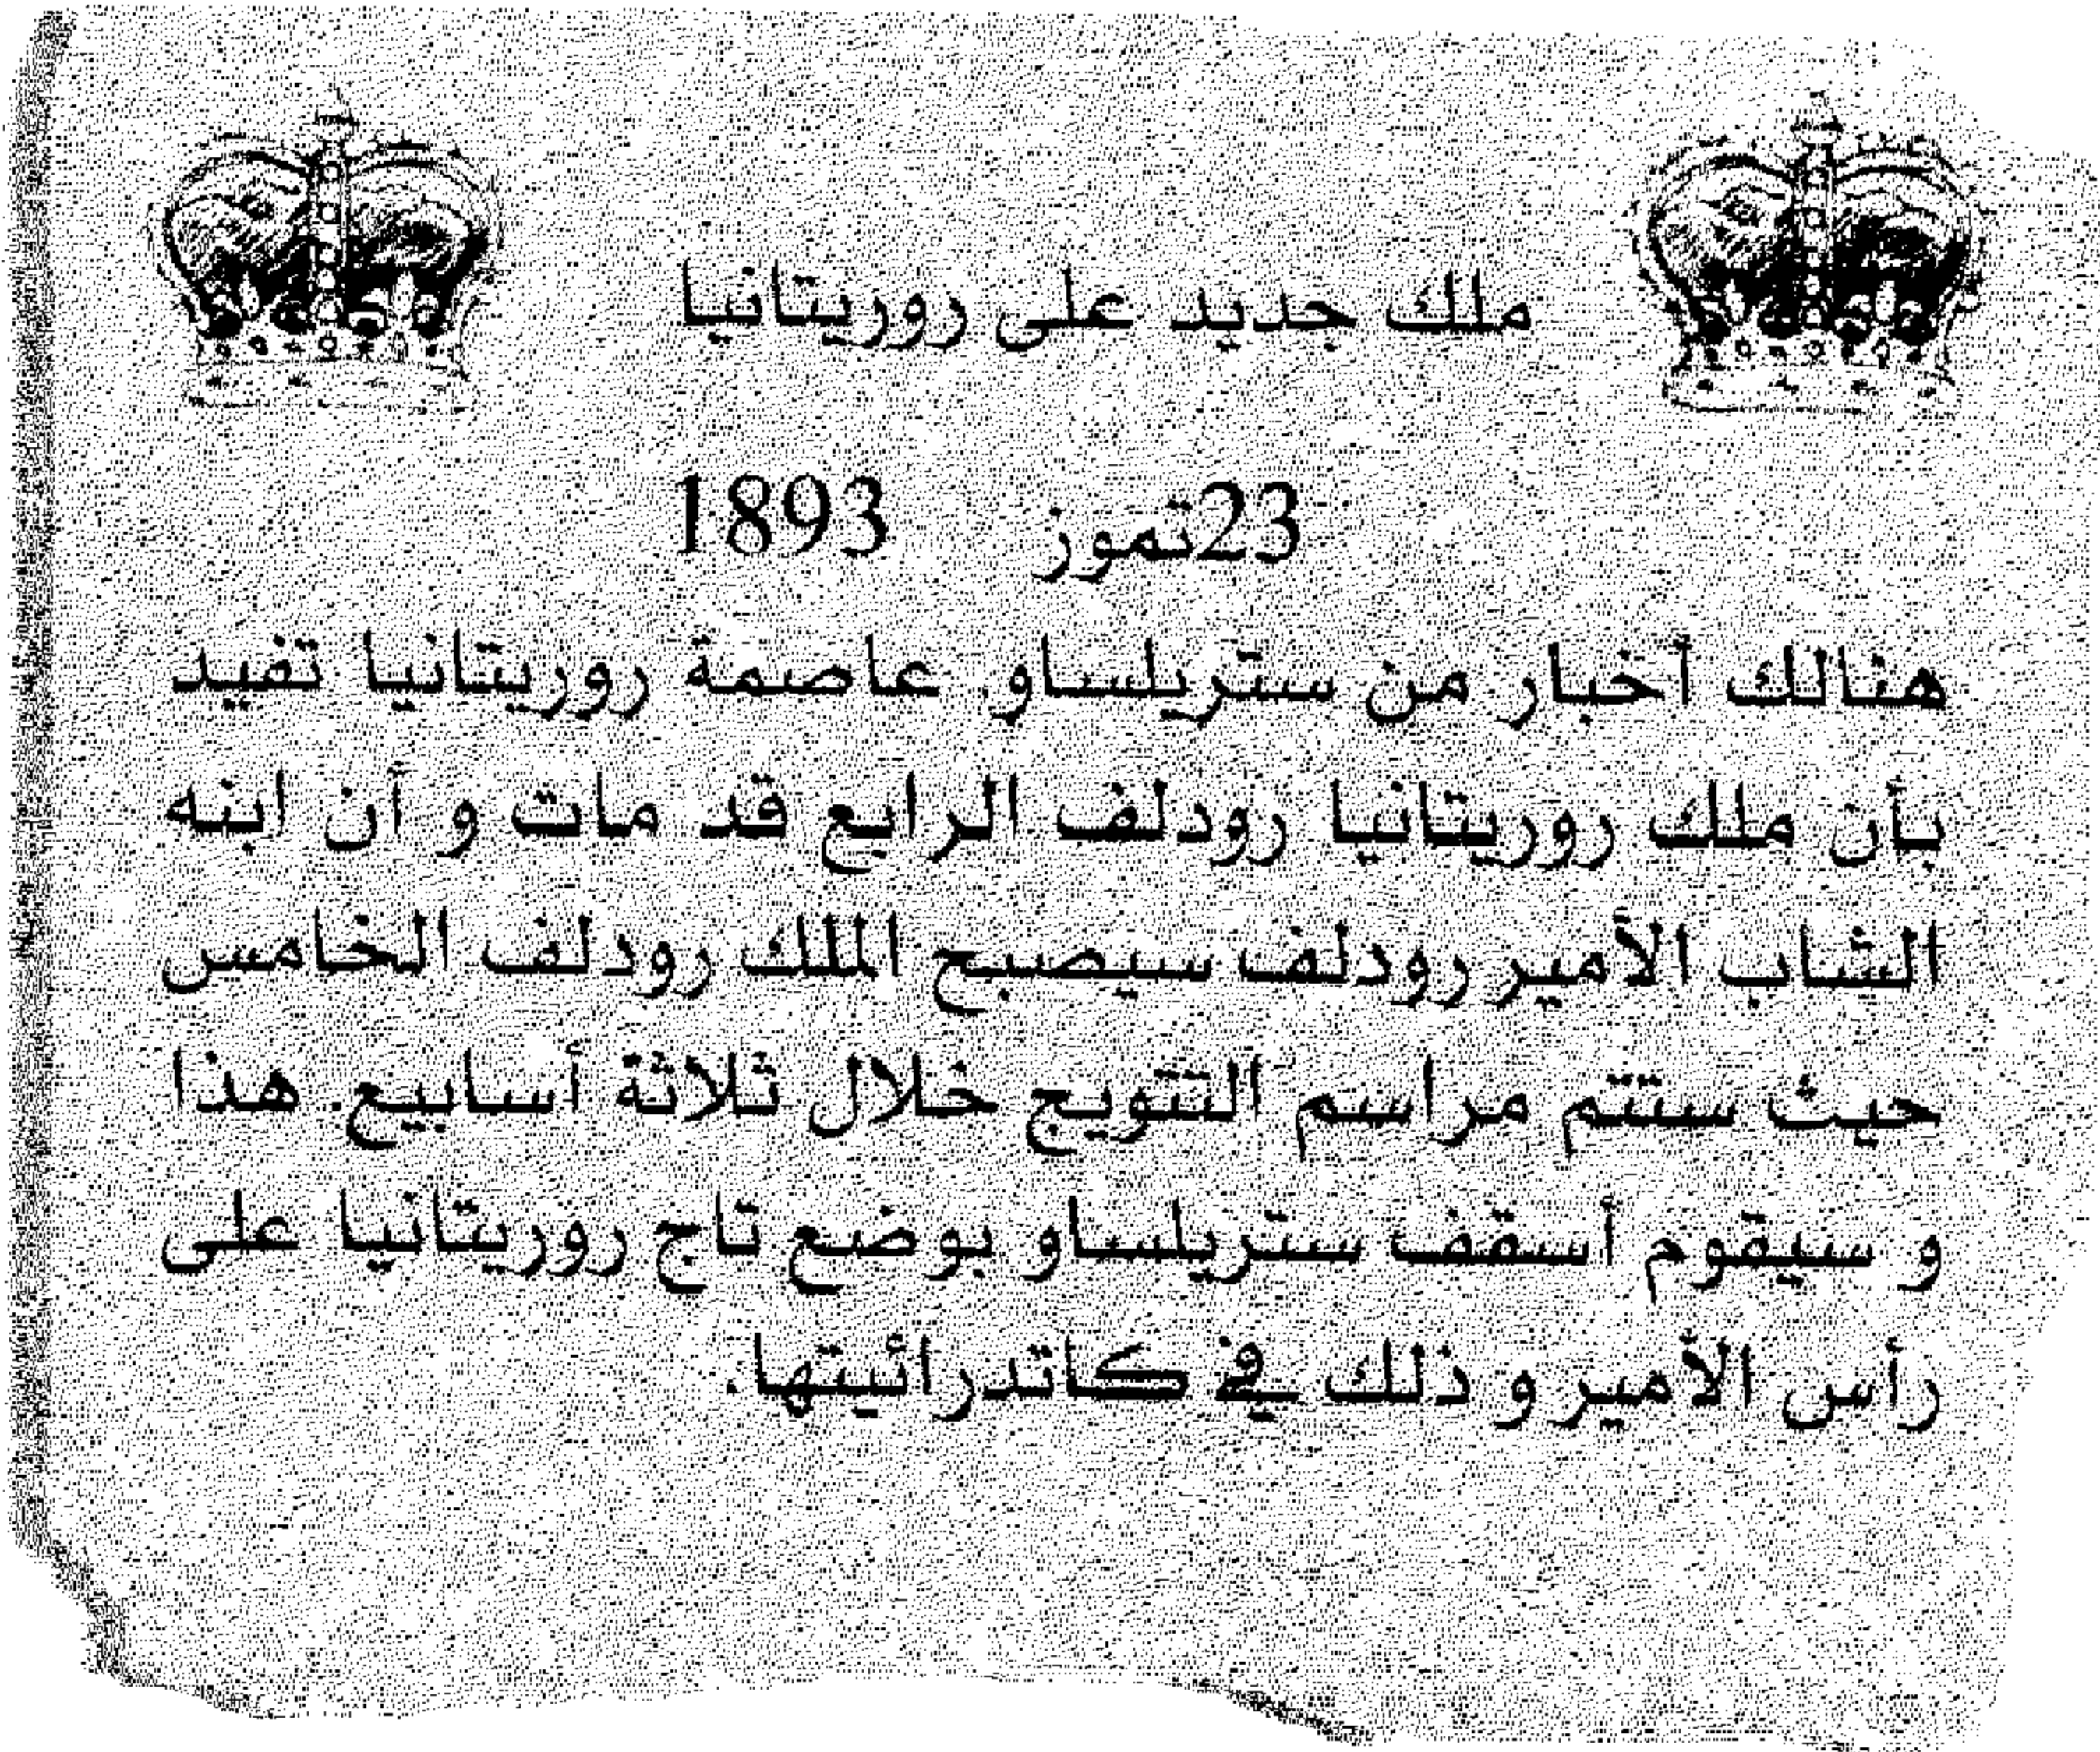 ملك جديد على روريتانيا
23تموز 1893
هنالك أخبار من ستريلساو. عاصمة روريتانيا تفيد
بأن ملك روريتانيا رودلف الرابع قد مات و أن ابنه
الشاب الأمير رودلف سيصبح الملك رودلف الخامس
حيث ستتم مراسم التتويج خلال ثلاثة أسابيع. هذا
و سيقوم أسقف ستريلساو بوضع تاج روريتانيا على
رأس الأمير و ذلك في كاتدرائيتها.